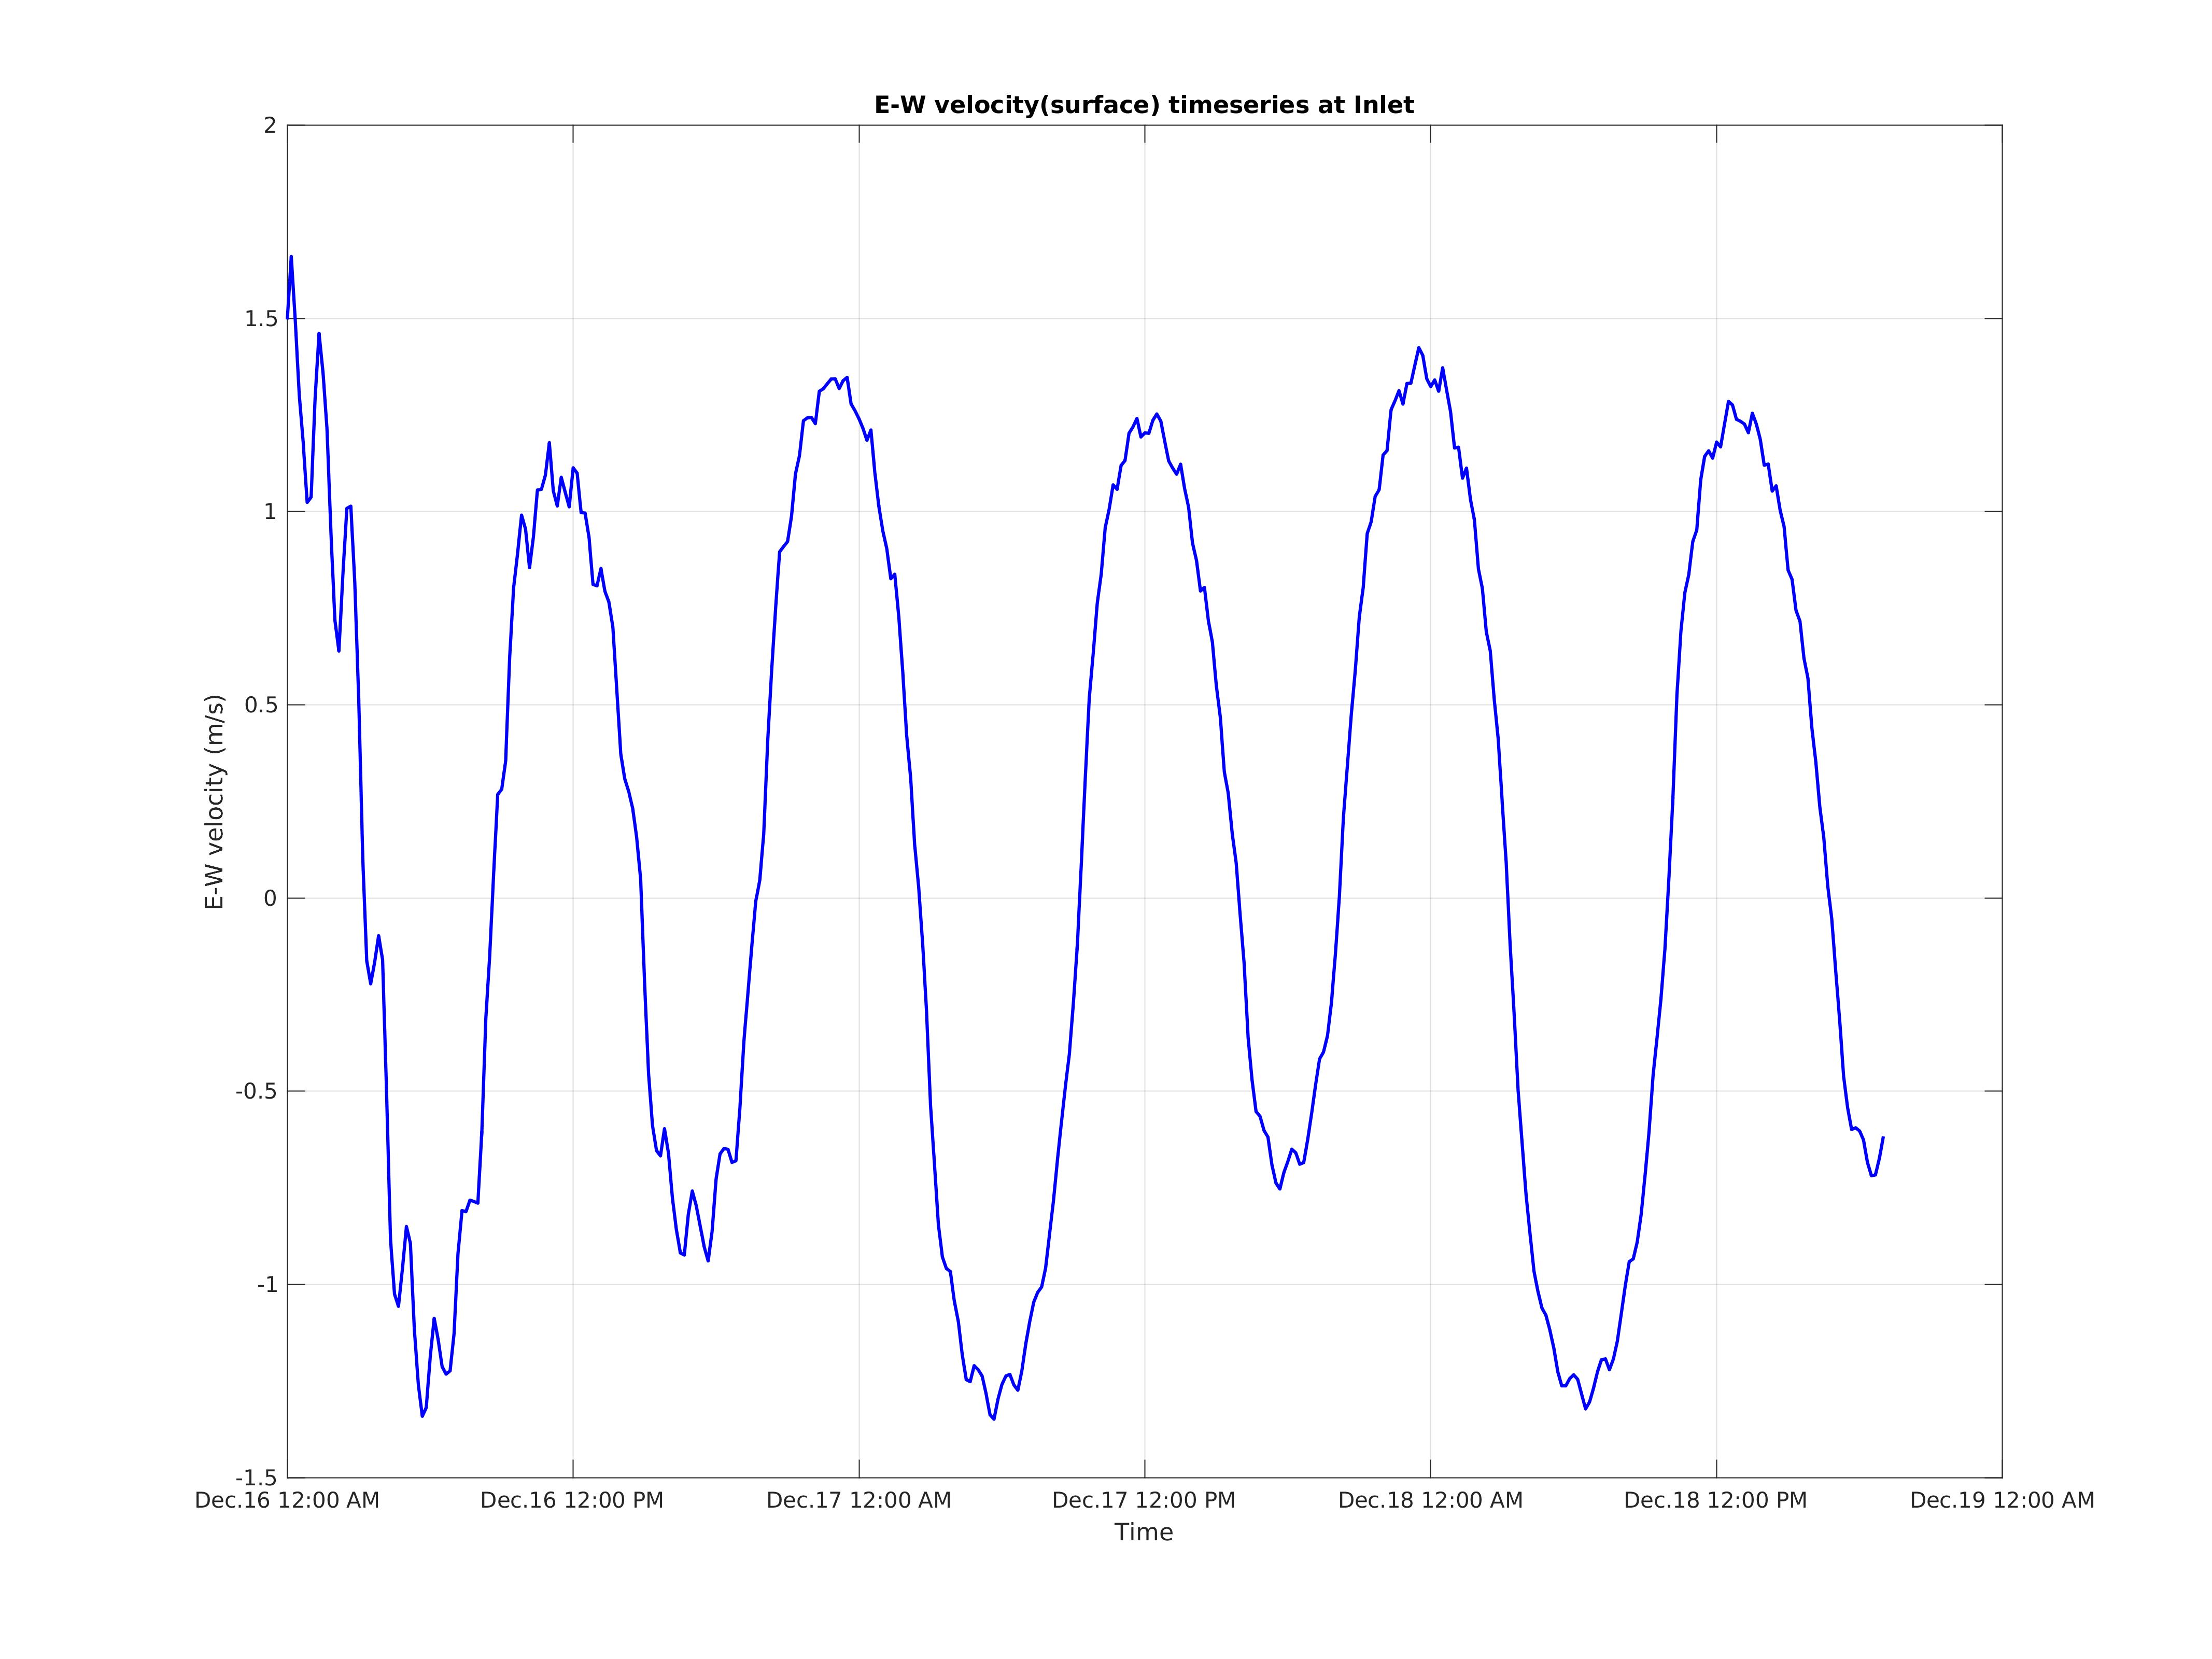 E-W velocity(surface) timeseries at Inlet
2
1.5
1
0.5
0
-0.5
-1
-1.5
E-W velocity (m/s)
Dec.16 12:00 AM Dec.16 12:00 PM Dec.17 12:00 AM Dec.17 12:00 PM Dec.18 12:00 AM Dec.18 12:00 PM Dec.19 12:00 AM
Time